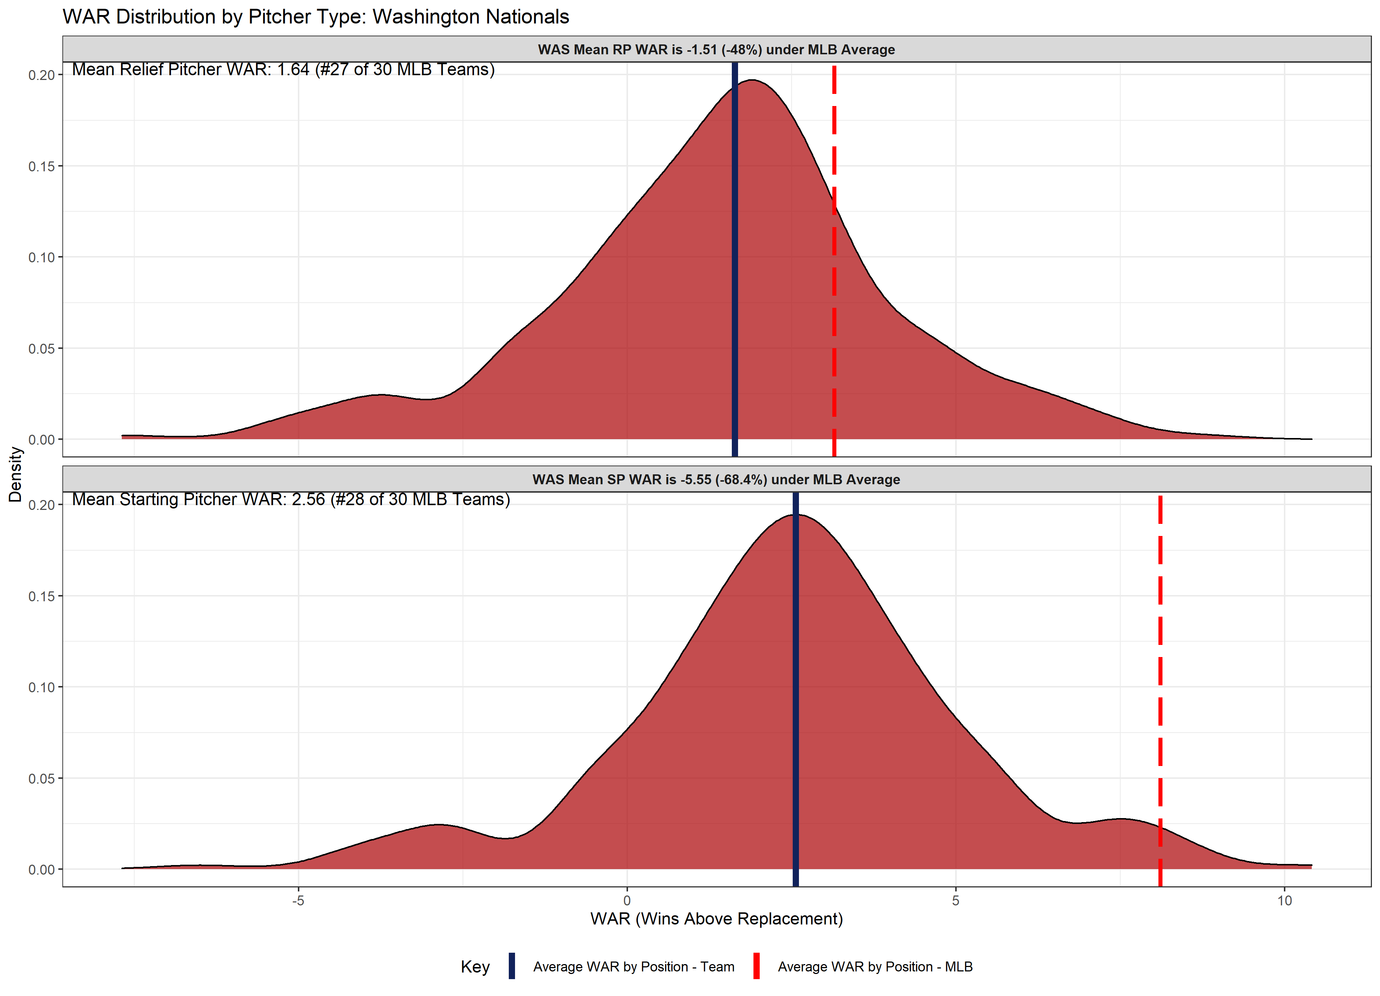 WAR Distribution by Pitcher Type: Washington Nationals
WAS Mean RP WAR is -1.51 (-48%) under MLB Average
Mean Relief Pitcher WAR: 1.64 (#27 of 30 MLB Teams)
0.20
0.15
0.10
0.05
0.00
Density
WAS Mean SP WAR is -5.55 (-68.4%) under MLB Average
Mean Starting Pitcher WAR: 2.56 (#28 of 30 MLB Teams)
0.20
0.15
0.10
0.05
0.00
-5 0 5 10
WAR (Wins Above Replacement)
Key Average WAR by Position - Team Average WAR by Position - MLB